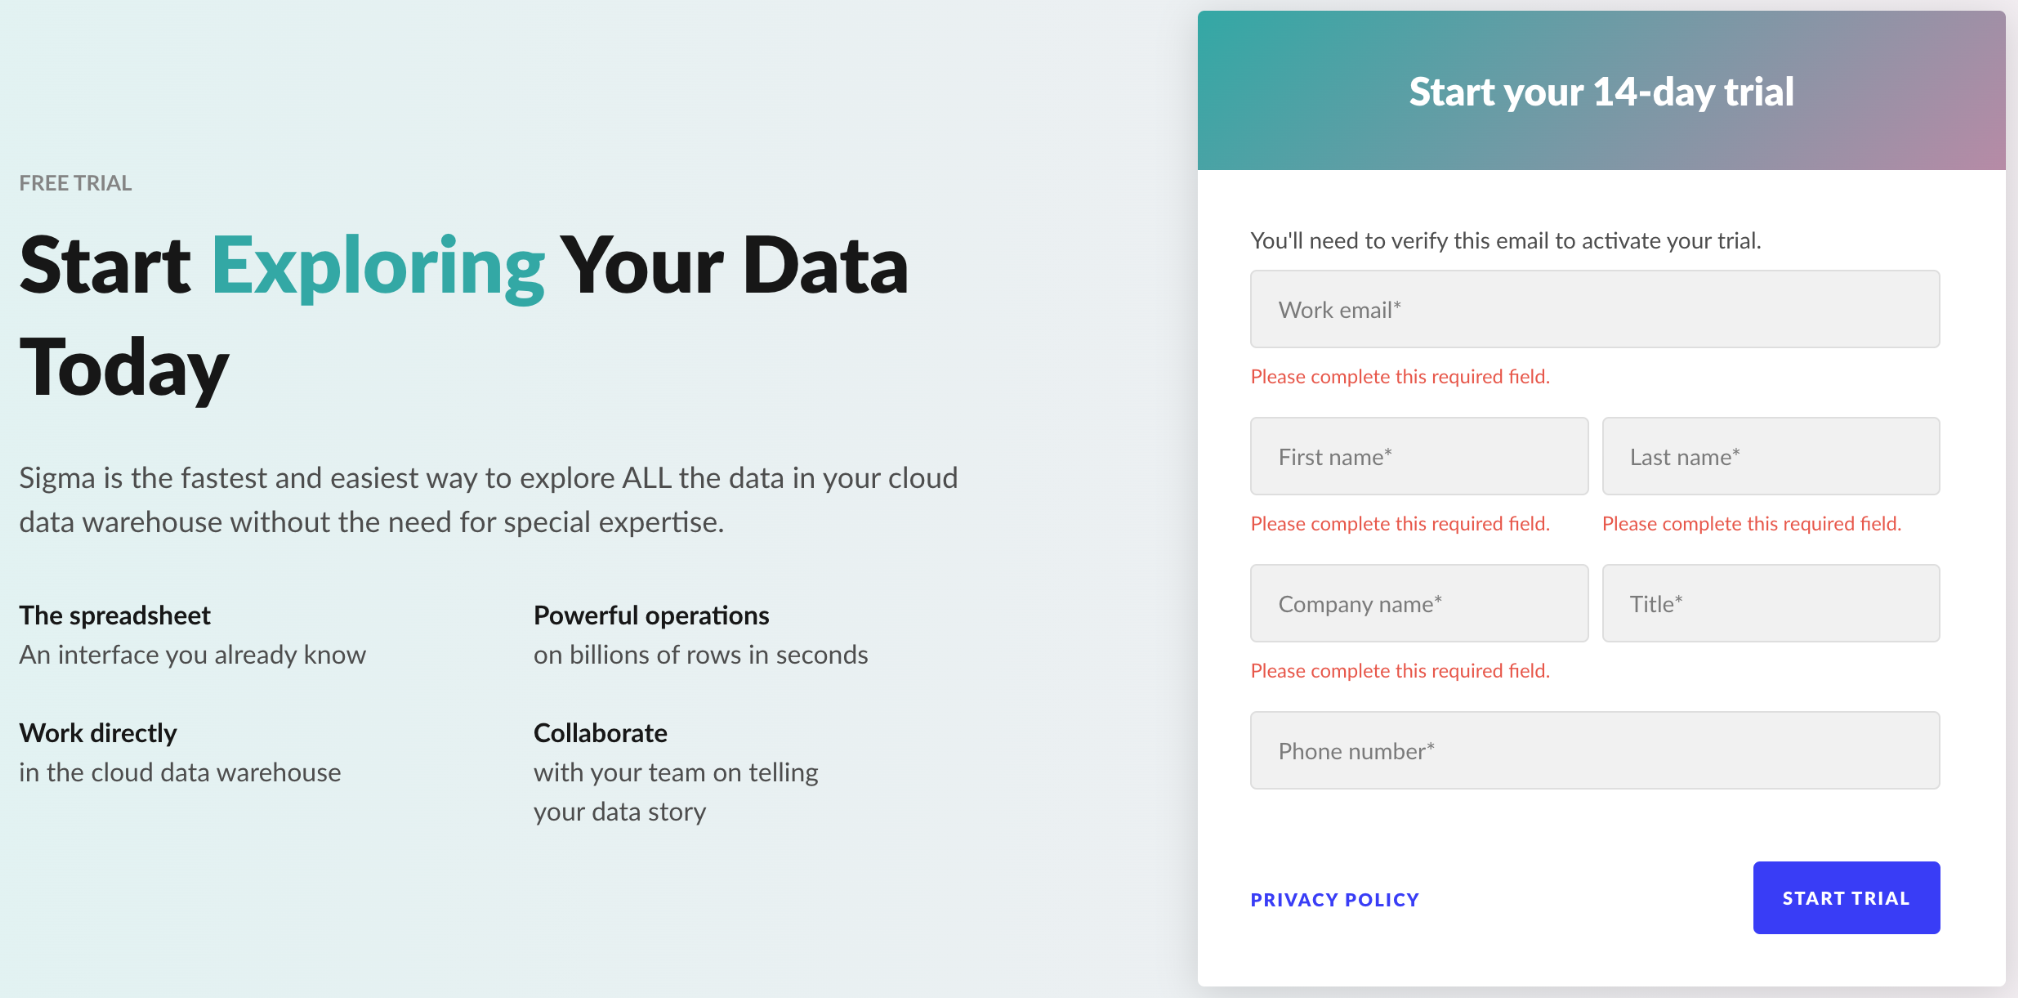 FREE TRIAL
Start Exploring Your Data
Today
Sigma is the fastest and easiest way to explore ALL the data in your cloud
data warehouse without the need for special expertise.
The spreadsheet
An interface you already know
Powerful operations
on billions of rows in seconds
Work directly
in the cloud data warehouse
Collaborate
with your team on telling
your data story
Start your 14-day trial
You'll need to verify this email to activate your trial.
Work email*
Please complete this required field.
First name*
Last name*
Please complete this required field.
Please complete this required field.
Company name*
Title*
Please complete this required field.
Phone number*
PRIVACY POLICY
START TRIAL